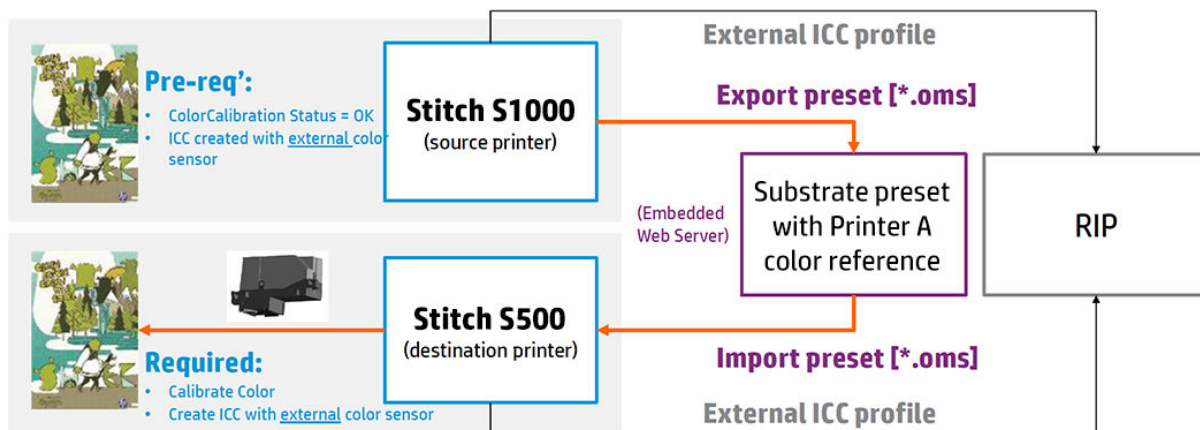 External ICC profile
Pre-req’:
• ColorCalibration Status = OK
• ICC created with external color
sensor
Stitch S1000
(source printer)
Export preset [*.oms]
(Embedded
Web Server)
Substrate preset
with Printer A
color reference
RIP
Stitch S500
(destination printer)
Import preset [*.oms]
Required:
• Calibrate Color
• Create ICC with external color sensor
External ICC profile